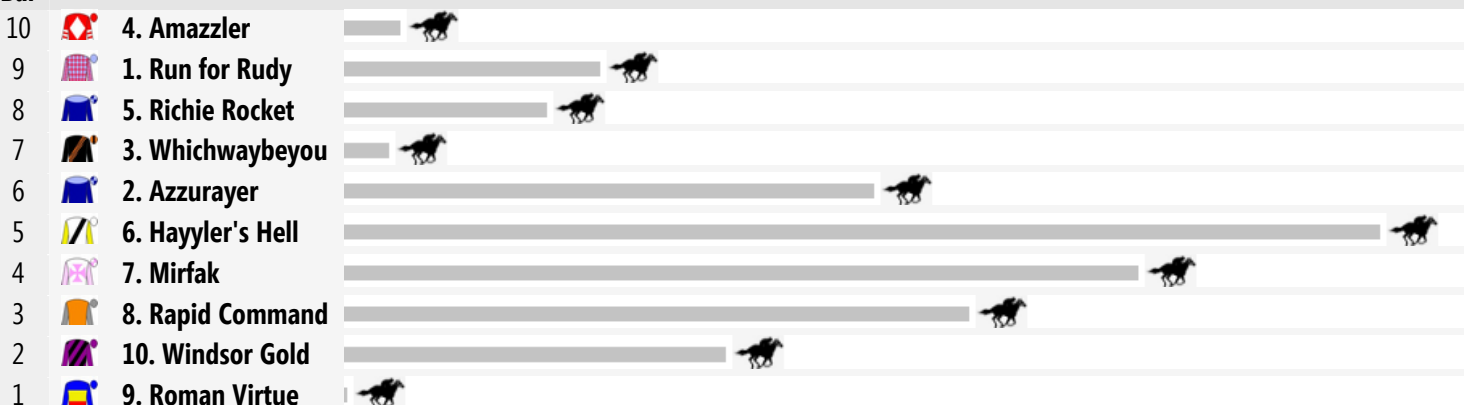 Bar
10 4. Amazzler
9 1. Run for Rudy
8 5. Richie Rocket
7 3. Whichwaybeyou
6 2. Azzurayer
5 6. Hayyler's Hell
4 7. Mirfak
3 8. Rapid Command
2 10. Windsor Gold
1 9. Roman Virtue